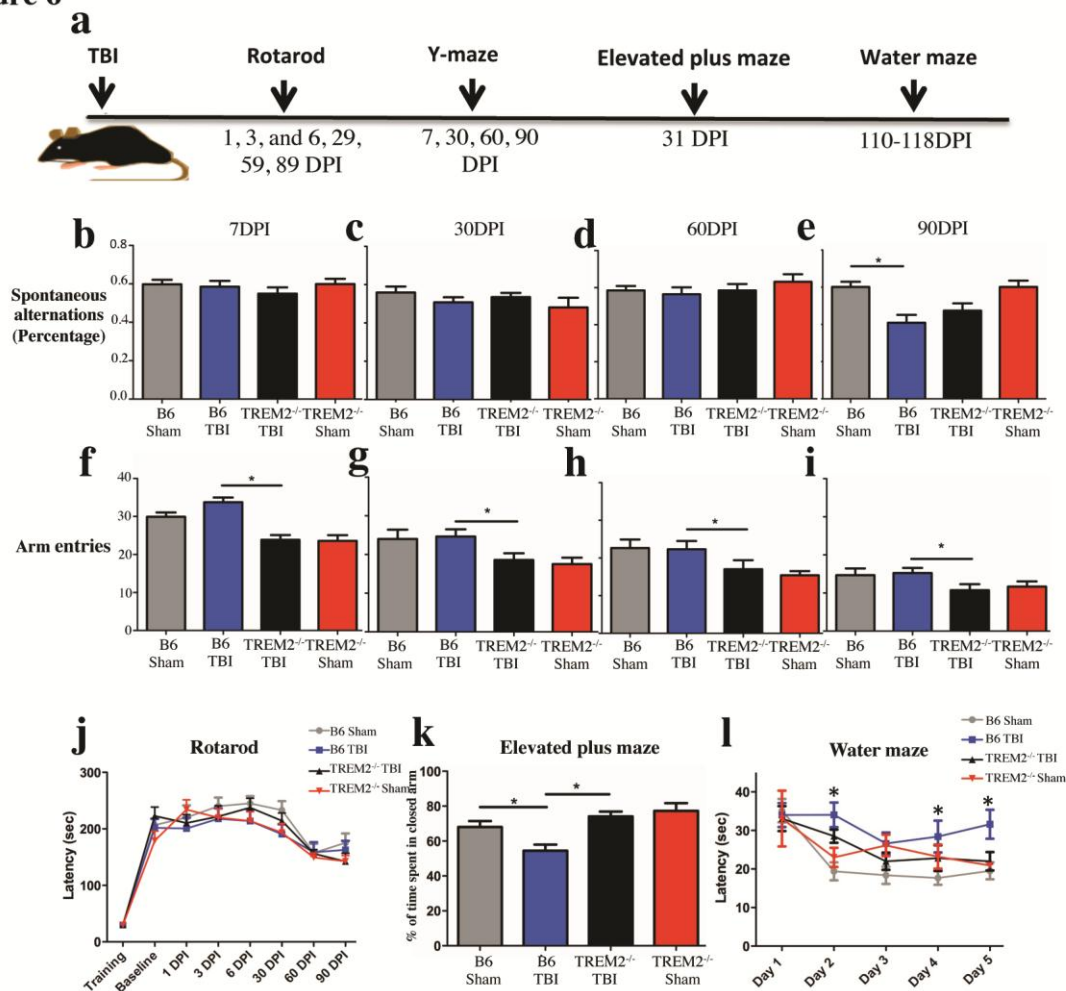 a
TBI Rotarod Y-maze Elevated plus maze Water maze
1, 3, and 6, 29, 7, 30, 60, 90 31 DPI 110-118DPI
59, 89 DPI DPI
b 7DPI c 30DPI d 60DPI e 90DPI
Spontaneous
alternations
(Percentage)
0.8
0.6
0.4
0.2
0.0
*
B6 B6 TREM2-/- TREM2-/- B6 B6 TREM2-/- TREM2-/- B6 B6 TREM2-/- TREM2-/- B6 B6 TREM2-/- TREM2-/-
Sham TBI TBI Sham Sham TBI TBI Sham Sham TBI TBI Sham Sham TBI TBI Sham
f g h i
Arm entries
40
30
20
10
0
* * * *
B6 B6 TREM2-/- TREM2-/- B6 B6 TREM2-/- TREM2-/- B6 B6 TREM2-/- TREM2-/- B6 B6 TREM2-/- TREM2-/-
Sham TBI TBI Sham Sham TBI TBI Sham Sham TBI TBI Sham Sham TBI TBI Sham
j Rotarod
B6 Sham
B6 TBI
TREM2-/- TBI
TREM2-/- Sham
Latency (sec)
300
200
100
0
Training Baseline 1 DPI 3 DPI 6 DPI 30 DPI 60 DPI 90 DPI
k Elevated plus maze
% of time spent in closed arm
100
80
60
40
20
0
* *
B6 B6 TREM2-/- TREM2-/-
Sham TBI TBI Sham
l Water maze
B6 Sham
B6 TBI
TREM2-/- TBI
TREM2-/- Sham
Latency (sec)
40
30
20
10
0
* * *
Day 1 Day 2 Day 3 Day 4 Day 5